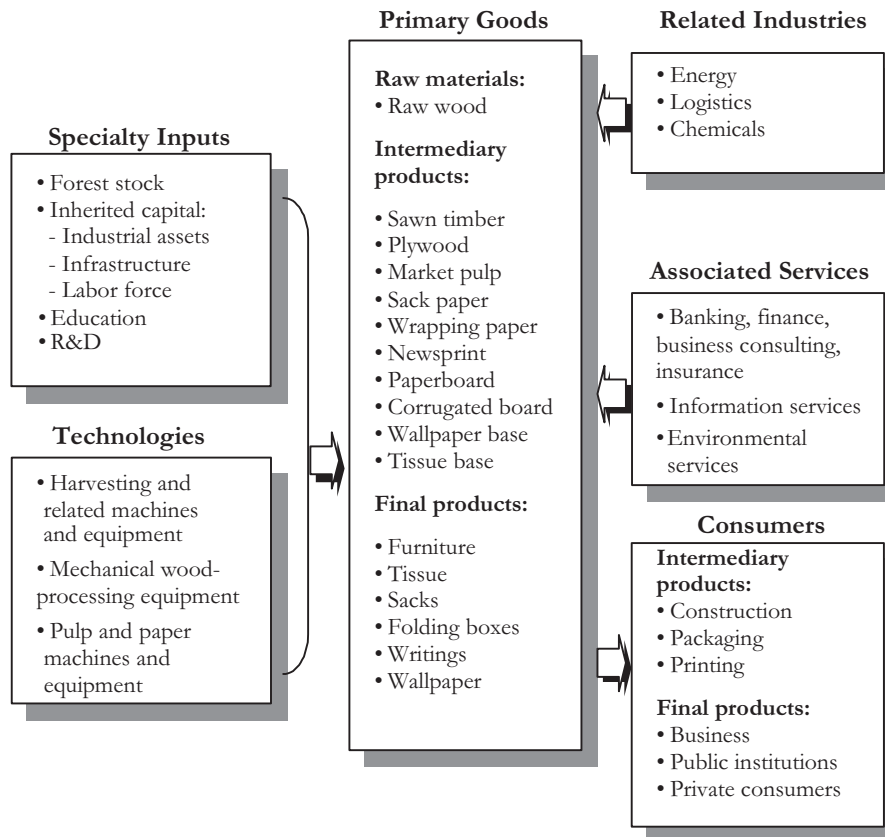 Specialty Inputs
• Forest stock
• Inherited capital:
- Industrial assets
- Infrastructure
- Labor force
• Education
• R&D
Technologies
• Harvesting and
related machines
and equipment
• Mechanical wood-
processing equipment
• Pulp and paper
machines and
equipment
Primary Goods
Raw materials:
• Raw wood
Intermediary
products:
• Sawn timber
• Plywood
• Market pulp
• Sack paper
• Wrapping paper
• Newsprint
• Paperboard
• Corrugated board
• Wallpaper base
• Tissue base
Final products:
• Furniture
• Tissue
• Sacks
• Folding boxes
• Writings
• Wallpaper
Related Industries
• Energy
• Logistics
• Chemicals
Associated Services
• Banking, finance,
business consulting,
insurance
• Information services
• Environmental
services
Consumers
Intermediary
products:
• Construction
• Packaging
• Printing
Final products:
• Business
• Public institutions
• Private consumers